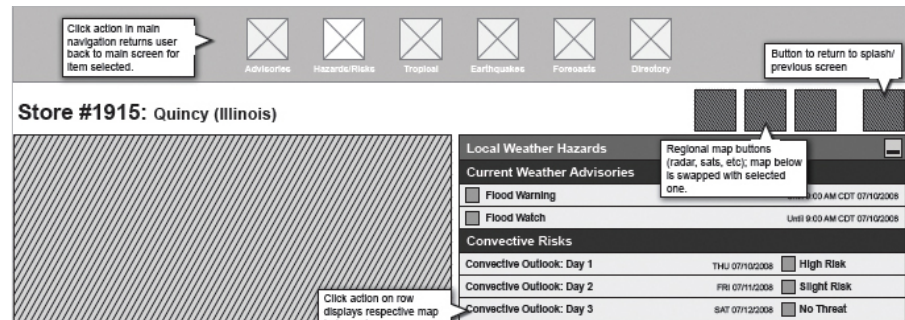 Click action in main
navigation returns user
back to main screen for
item selected.
Advisories
Hazards/Risks
Tropical
Earthquakes
Forecasts
Directory
Button to return to splash/
previous screen
Store #1915: Quincy (Illinois)
Local Weather Hazards
Regional map buttons
(radar, sats, etc); map below
is swapped with selected
one.
Current Weather Advisories
Flood Warning
9:00 AM CDT 07/10/2008
Flood Watch
Until 9:00 AM CDT 07/10/2008
Convective Risks
Convective Outlook: Day 1
THU 07/10/2008
High Risk
Convective Outlook: Day 2
FRI 07/11/2008
Slight Risk
Click action on row
displays respective map
Convective Outlook: Day 3
SAT 07/12/2008
No Threat